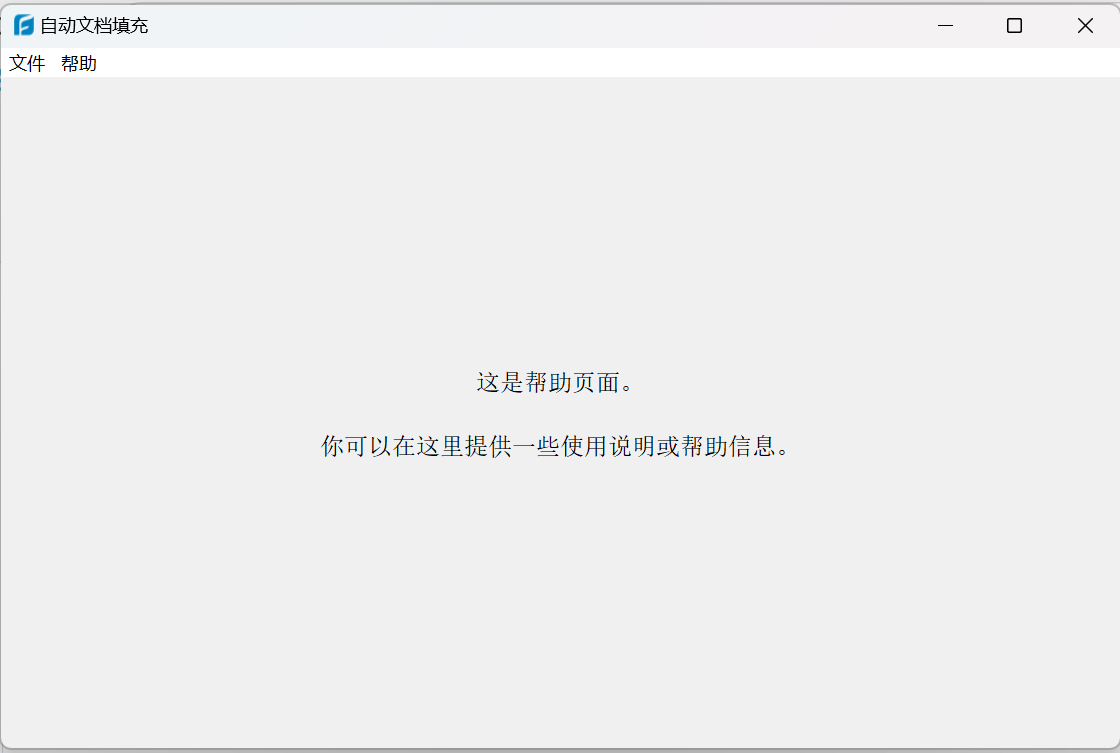 自动文档填充
文件 帮助
这是帮助页面。
你可以在这里提供一些使用说明或帮助信息。